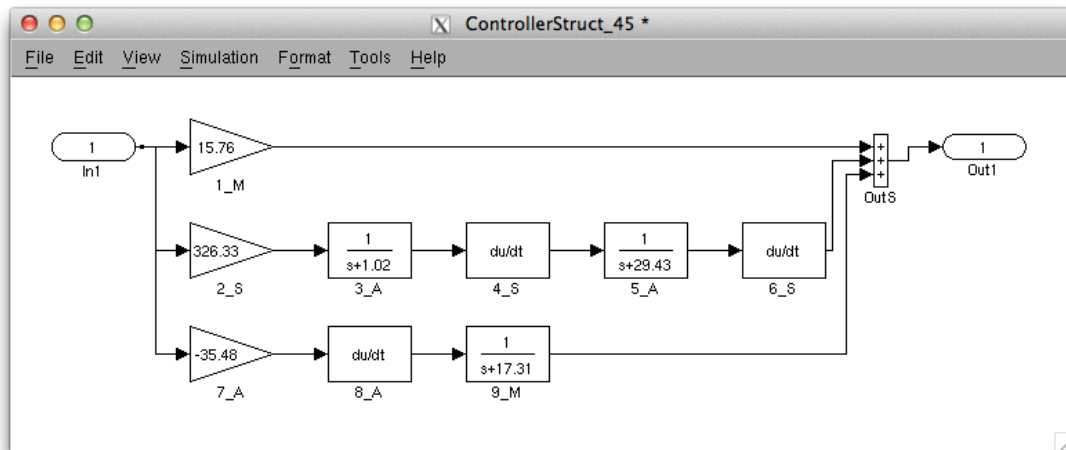 X ControllerStruct_45 *
File Edit View Simulation Format Tools Help
1
In1
15.76
1_M
+
+
+
OutS
1
Out1
326.33
2_S
1
s+1.02
3_A
du/dt
4_S
1
s+29.43
5_A
du/dt
6_S
-35.48
7_A
du/dt
8_A
1
s+17.31
9_M